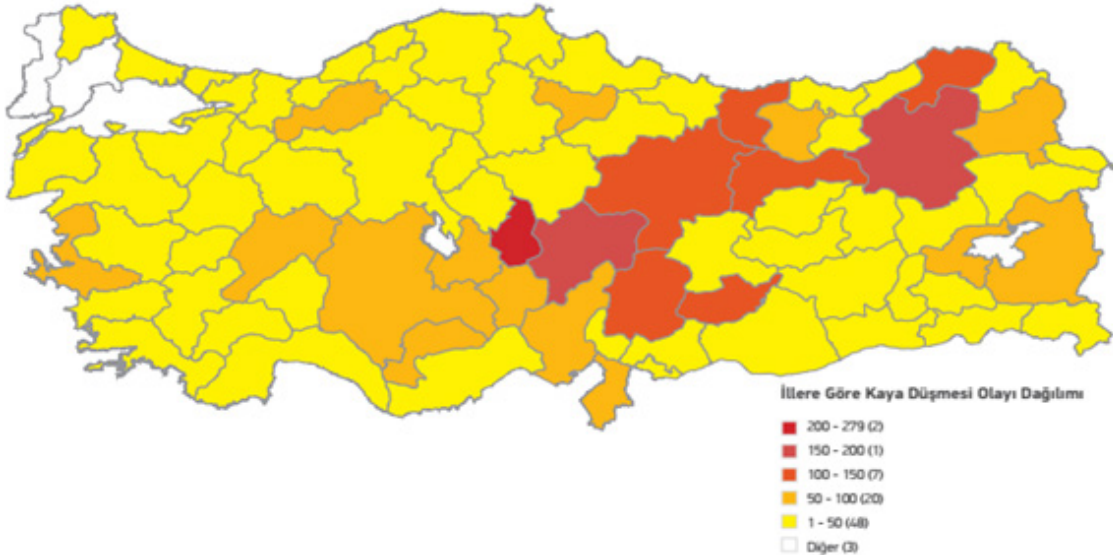 İllere Göre Kaya Düşmesi Olayı Dağılımı
200 - 279 (2)
150 - 200 (1)
100 - 150 (7)
50 - 100 (20)
1 - 50 (48)
Diğer (3)